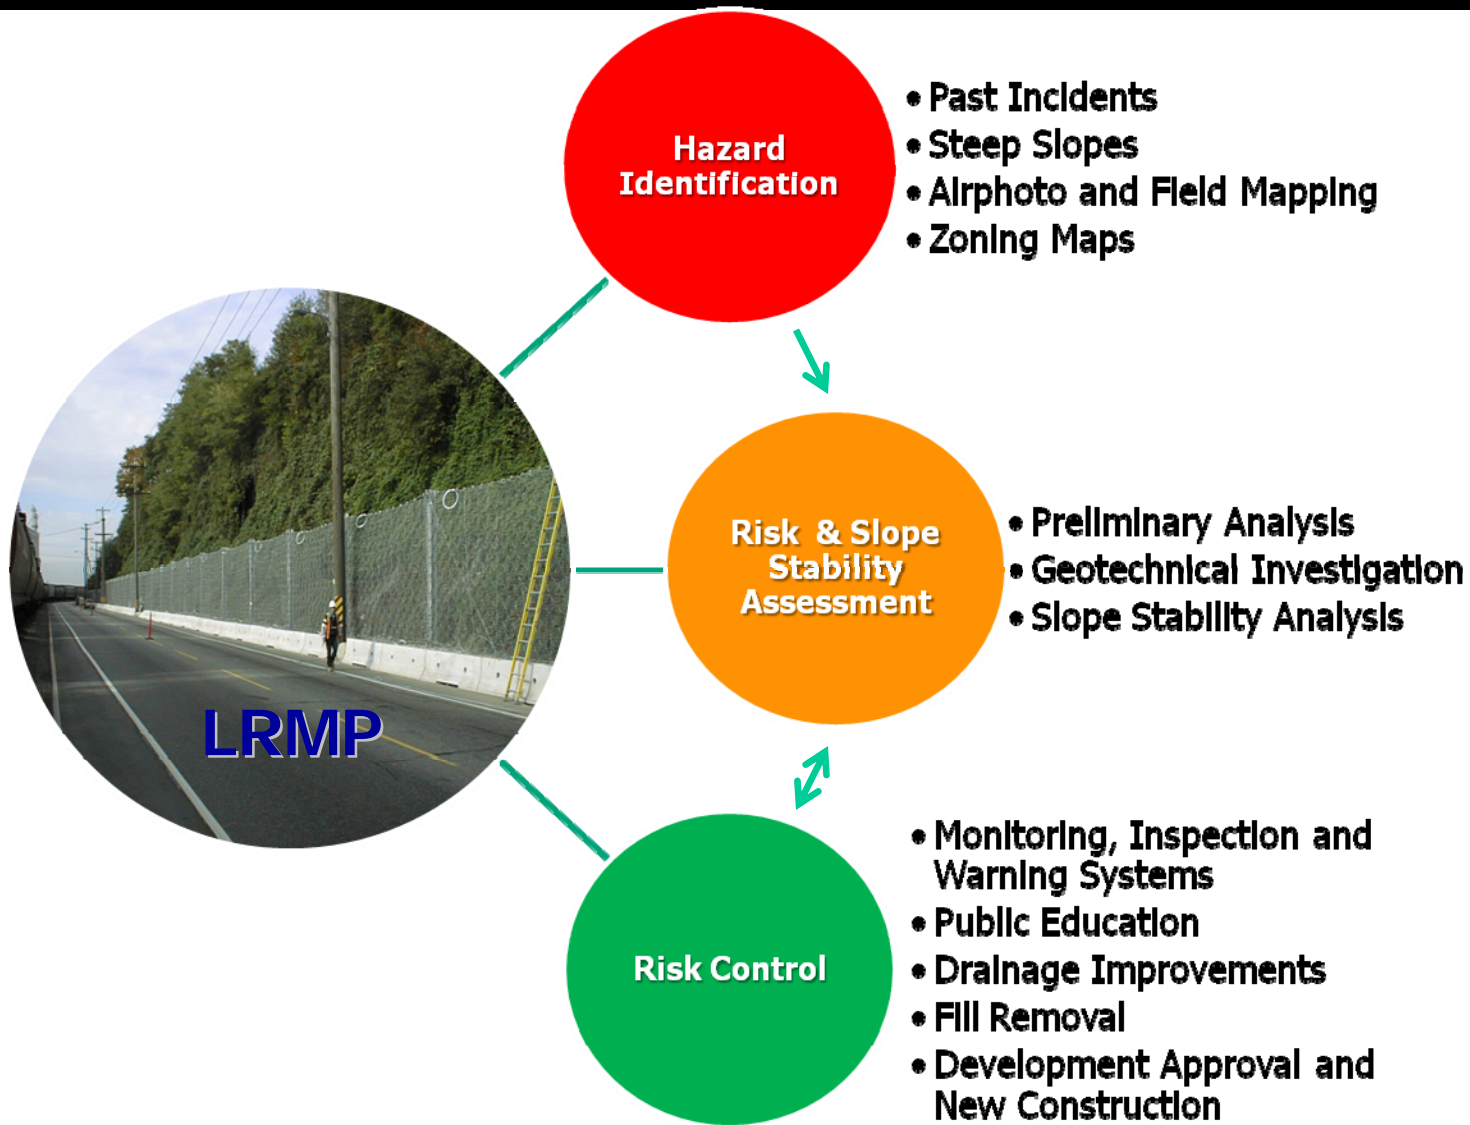 Hazard
Identification
• Past Incidents
• Steep Slopes
• Airphoto and Field Mapping
• Zoning Maps
LRMP
Risk & Slope
Stability
Assessment
• Preliminary Analysis
• Geotechnical Investigation
• Slope Stability Analysis
Risk Control
• Monitoring, Inspection and
Warning Systems
• Public Education
• Drainage Improvements
• Fill Removal
• Development Approval and
New Construction